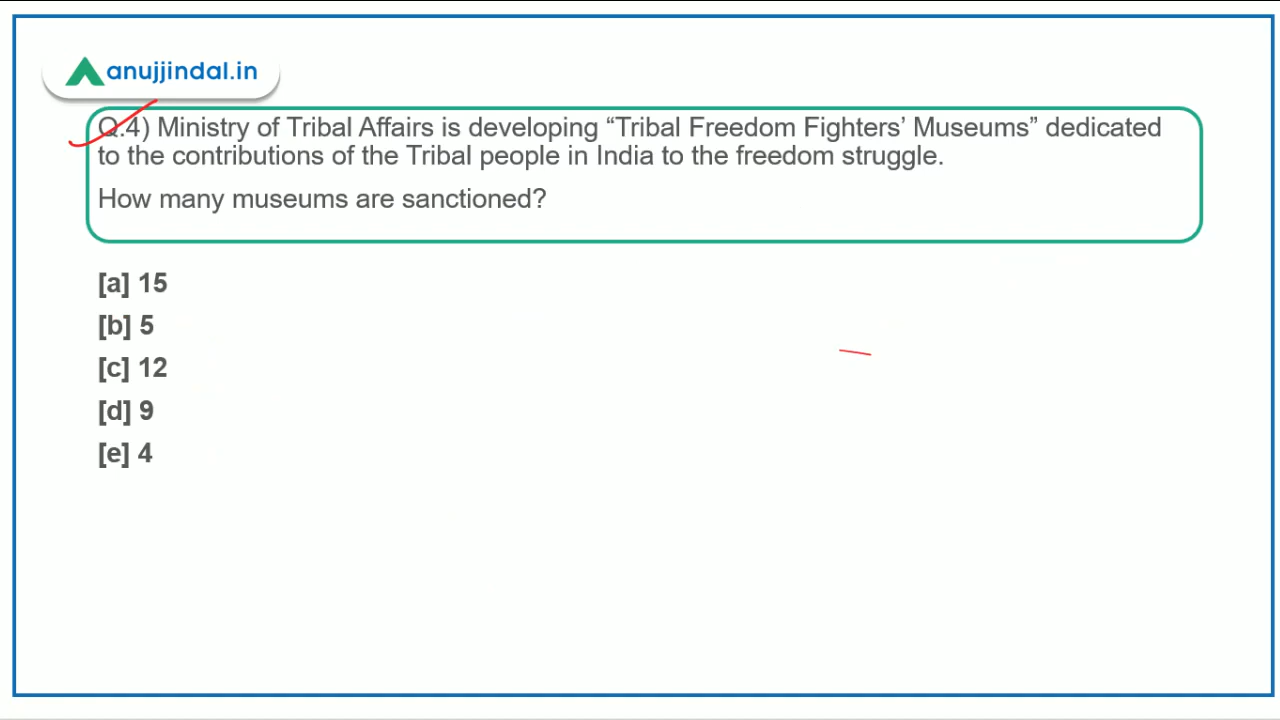 anujjindal.in
Q.4) Ministry of Tribal Affairs is developing “Tribal Freedom Fighters’ Museums” dedicated
to the contributions of the Tribal people in India to the freedom struggle.
How many museums are sanctioned?
[a] 15
[b] 5
[c] 12
[d] 9
[e] 4